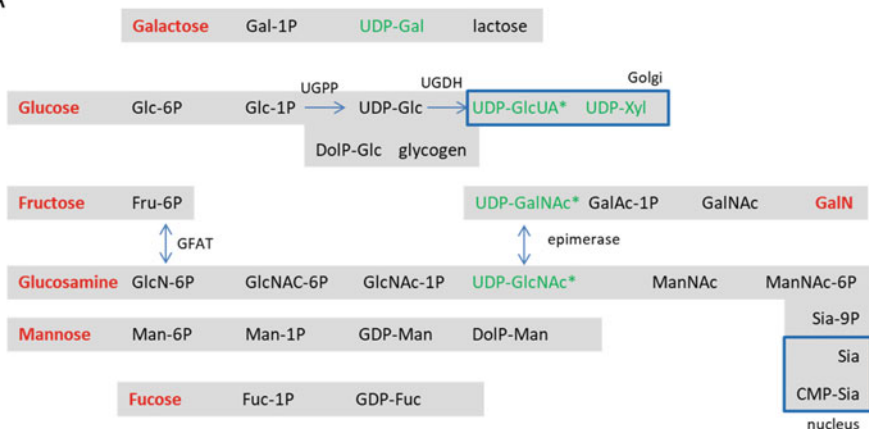 Galactose Gal-1P UDP-Gal lactose
UGPP UGDH Golgi
Glucose Glc-6P Glc-1P UDP-Glc UDP-GlcUA* UDP-Xyl
DolP-Glc glycogen
Fructose Fru-6P UDP-GalNAc* GalAc-1P GalNAc GalN
GFAT epimerase
Glucosamine GlcN-6P GlcNAC-6P GlcNAc-1P UDP-GlcNAc* ManNAc ManNAc-6P
Sia-9P
Mannose Man-6P Man-1P GDP-Man DolP-Man
Sia
CMP-Sia
Fucose Fuc-1P GDP-Fuc
nucleus